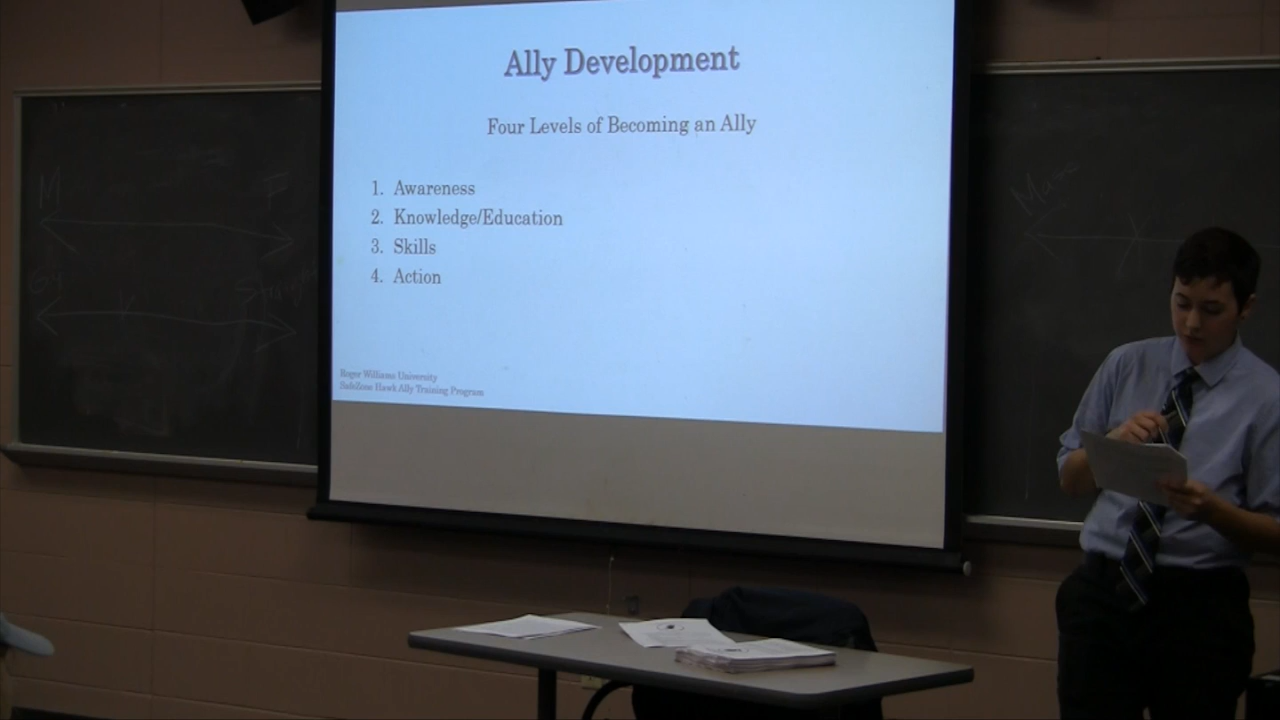 Ally Development
Four Levels of Becoming an Ally
1. Awareness
2. Knowledge/Education
3. Skills
4. Action
Roger Williams University
SafeZone Hawk Ally Training Program
M
F